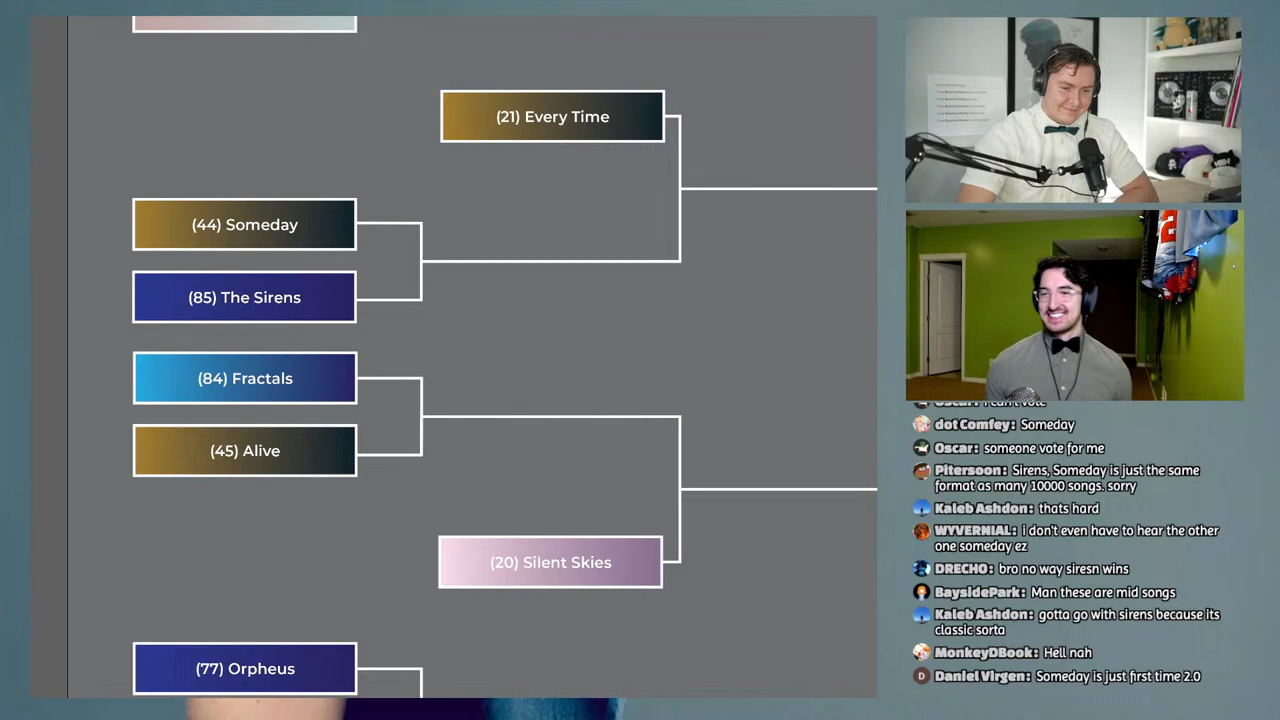 (21) Every Time
(44) Someday
(85) The Sirens
(84) Fractals
(45) Alive
(20) Silent Skies
(77) Orpheus
dotComfey: Someday
Oscar: someone vote for me
Pitersoon: Sirens, Someday is just the same
format as many 10000 songs. sorry
Kaleb Ashdon: thats hard
WYVERNIAL: i don't even have to hear the other
one someday ez
DRECHO: bro no way siresn wins
BaysidePark: Man these are mid songs
Kaleb Ashdon: gotta go with sirens because its
classic sorta
MonkeyDBook: Hell nah
D Daniel Virgen: Someday is just first time 2.0